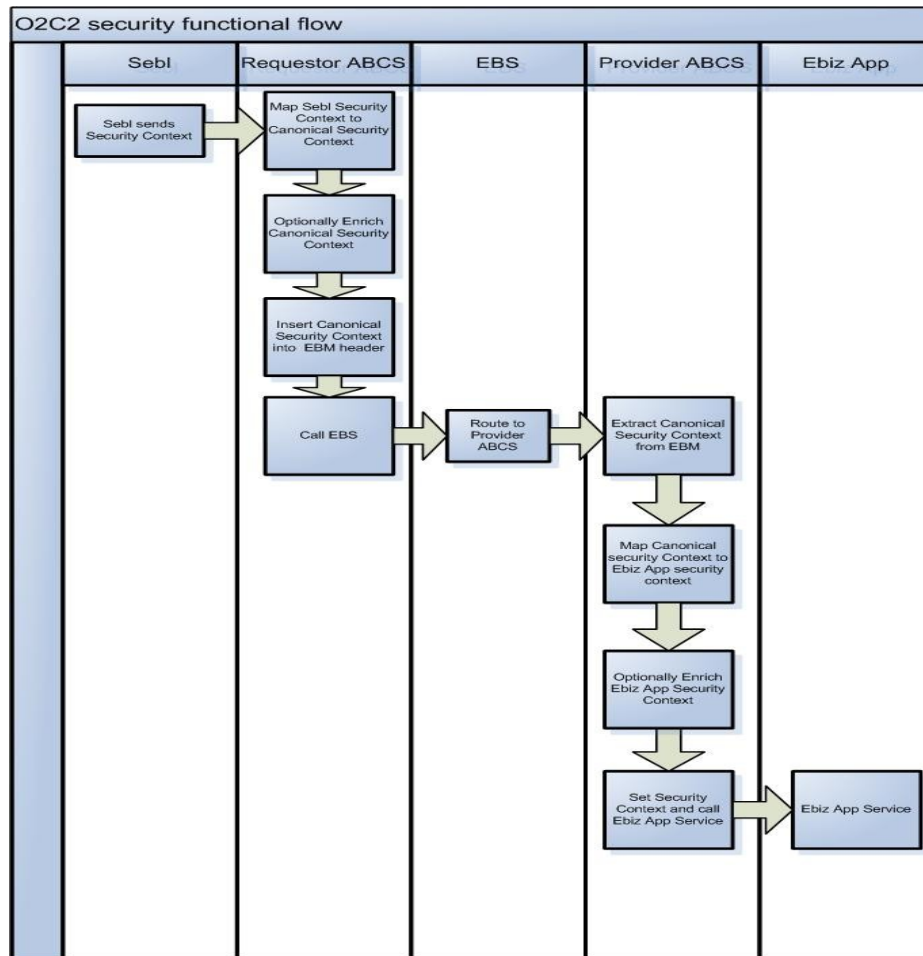 O2C2 security functional flow
Sebl
Requestor ABCS
EBS
Provider ABCS
Ebiz App
Sebl sends
Security Context
Map Sebl Security
Context to
Canonical Security
Context
Optionally Enrich
Canonical Security
Context
Insert Canonical
Security Context
into EBM header
Call EBS
Route to
Provider
ABCS
Extract Canonical
Security Context
from EBM
Map Canonical
security Context to
Ebiz App security
context
Optionally Enrich
Ebiz App Security
Context
Set Security
Context and call
Ebiz App Service
Ebiz App Service